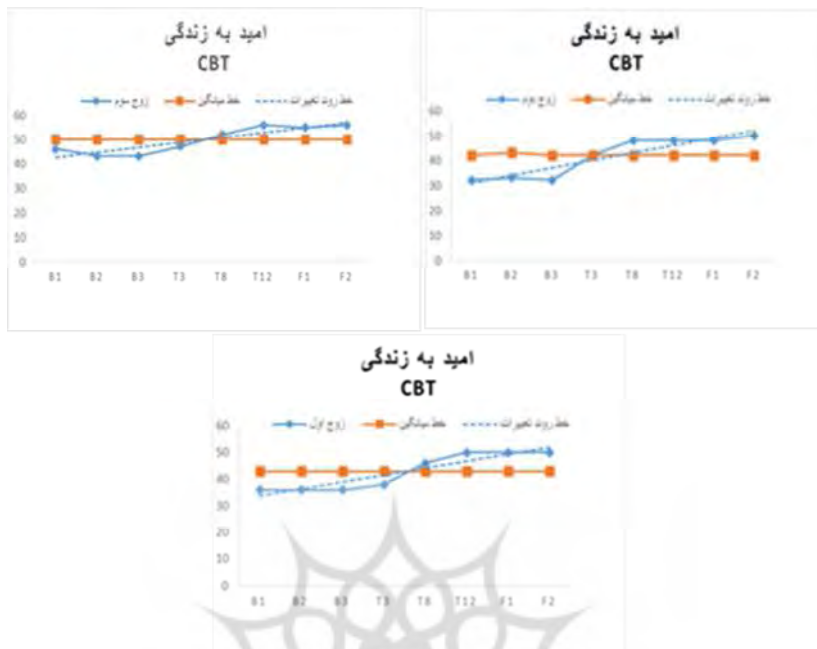 امید به زندگی
CBT
زوج سوم خط میانگین خط روند تغییرات
60
50
40
30
20
10
0
B1 B2 B3 T3 T8 T12 F1 F2
امید به زندگی
CBT
زوج دوم خط میانگین خط روند تغییرات
60
50
40
30
20
10
0
B1 B2 B3 T3 T8 T12 F1 F2
امید به زندگی
CBT
زوج اول خط میانگین خط روند تغییرات
60
50
40
30
20
10
0
B1 B2 B3 T3 T8 T12 F1 F2